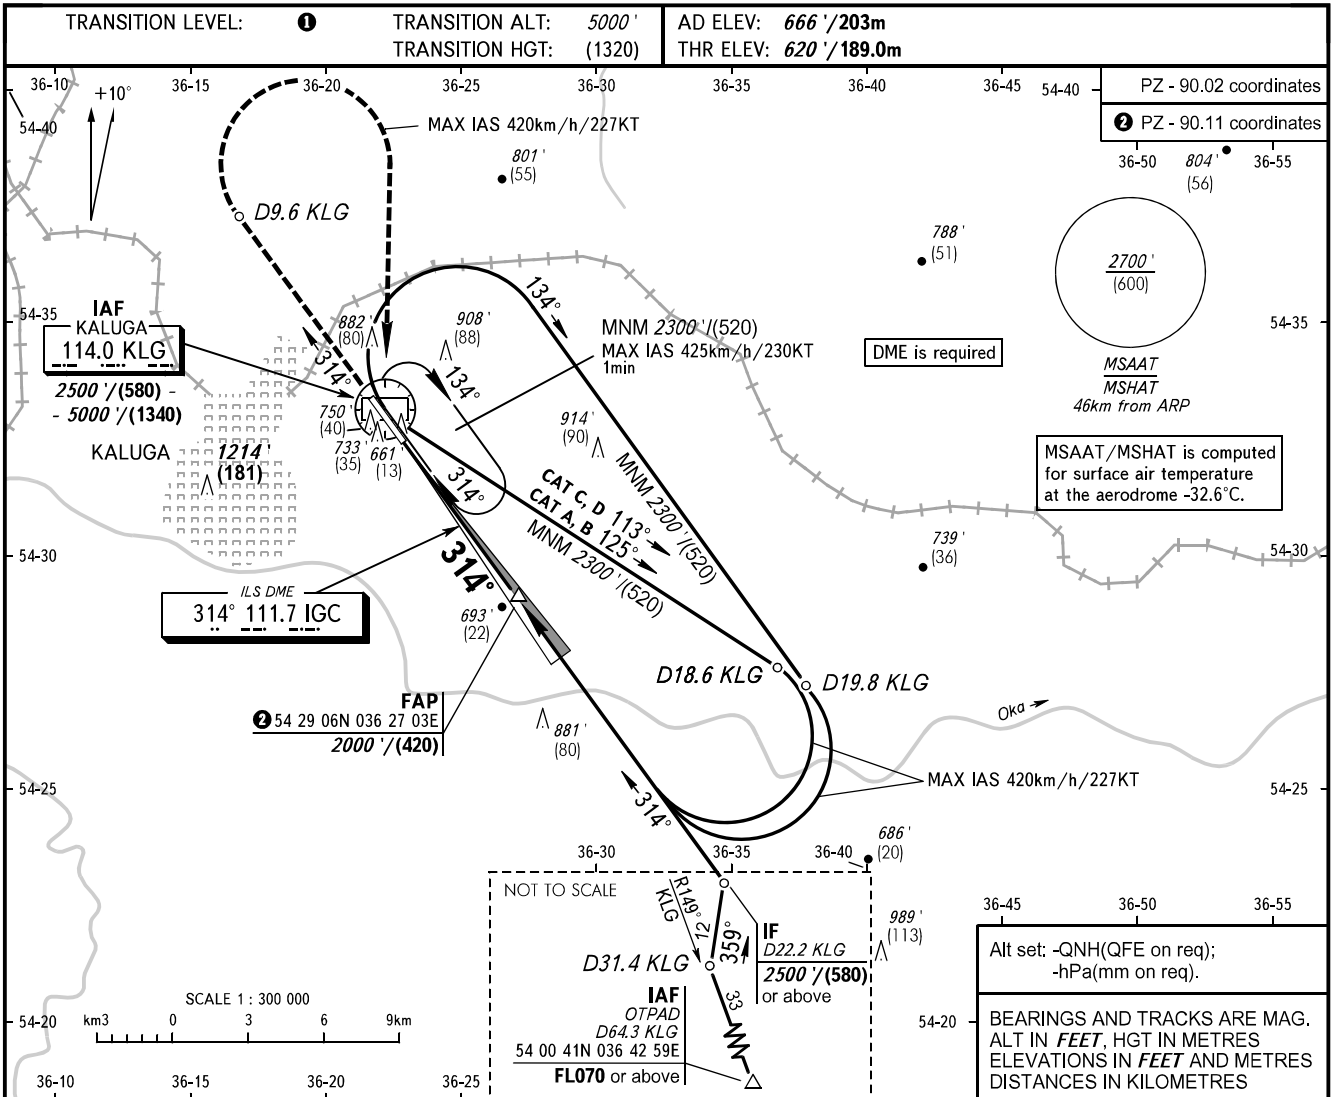 TRANSITION LEVEL: 1 TRANSITION ALT: 5000'
TRANSITION HGT: (1320)
AD ELEV: 666'/203m
THR ELEV: 620'/189.0m
36-10 36-15 36-20 36-25 36-30 36-35 36-40 36-45 54-40
PZ - 90.02 coordinates
2 PZ - 90.11 coordinates
36-50 36-55
804'
(56)
+10°
54-40
MAX IAS 420km/h/227KT
801'
(55)
D9.6 KLG
788'
(51)
2700'
(600)
MSAAT
MSHAT
46km from ARP
54-35
IAF
KALUGA
114.0 KLG
2500'/(580) -
- 5000'/(1340)
882'
(80)
908'
(88)
134°
MNM 2300'/(520)
MAX IAS 425km/h/230KT
1min
DME is required
54-35
314°
134°
750'
(40)
733'
(35)
661'
(13)
914'
(90)
KALUGA
1214'
(181)
MSAAT/MSHAT is computed
for surface air temperature
at the aerodrome -32.6°C.
314°
CAT C, D 113°
CAT A, B 125°
MNM 2300'/(520)
MNM 2300'/(520)
739'
(36)
54-30
54-30
314°
ILS DME
314° 111.7 IGC
693'
(22)
D18.6 KLG
D19.8 KLG
FAP
2 54 29 06N 036 27 03E
2000'/(420)
881'
(80)
Oka
MAX IAS 420km/h/227KT
54-25
54-25
314°
686'
(20)
36-30 36-35 36-40
NOT TO SCALE
R149°
KLG
12
359°
IF
D22.2 KLG
2500'/(580)
or above
989'
(113)
36-45 36-50 36-55
D31.4 KLG
33
IAF
OTPAD
D64.3 KLG
54 00 41N 036 42 59E
FL070 or above
Alt set: -QNH(QFE on req);
-hPa(mm on req).
SCALE 1 : 300 000
km3 0 3 6 9km
54-20
54-20
BEARINGS AND TRACKS ARE MAG.
ALT IN FEET, HGT IN METRES
ELEVATIONS IN FEET AND METRES
DISTANCES IN KILOMETRES
36-10 36-15 36-20 36-25